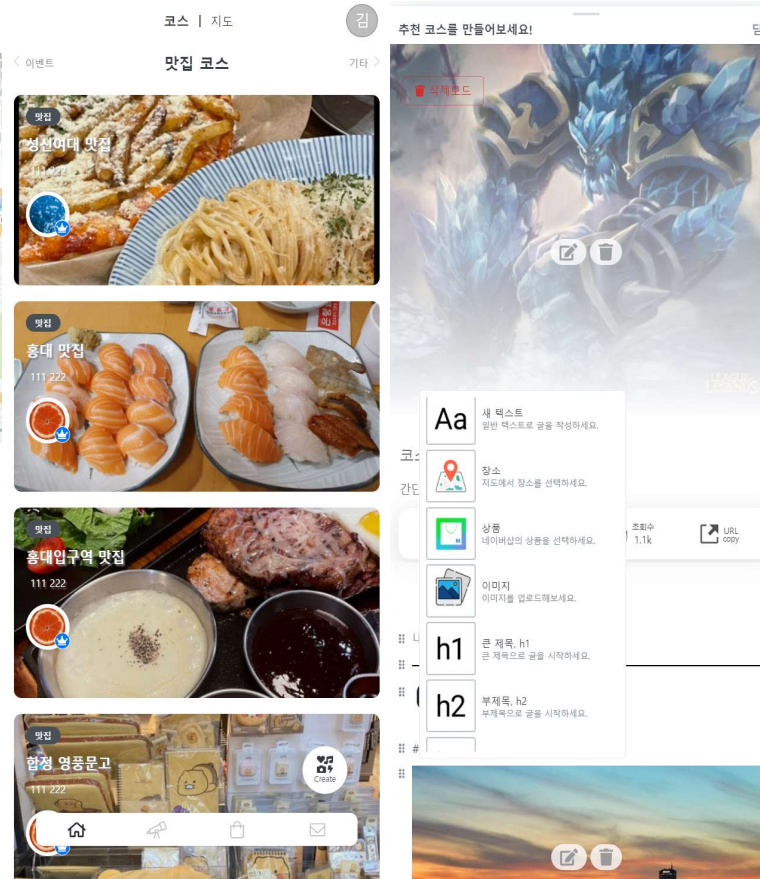 코스 | 지도
김
이벤트
맛집 코스
기타
맛집
성신여대 맛집
111 222
맛집
홍대 맛집
111 222
맛집
홍대입구역 맛집
111 222
맛집
합정 영풍문고
111 222
Create
추천 코스를 만들어보세요!
삭제모드
Aa
새 텍스트
일반 텍스트로 글을 작성하세요.
장소
지도에서 장소를 선택하세요.
상품
네이버샵의 상품을 선택하세요.
이미지
이미지를 업로드해보세요.
h1
큰 제목, h1
큰 제목으로 글을 시작하세요.
h2
부제목, h2
부제목으로 글을 시작하세요.
조회수
1.1k
URL
copy
#